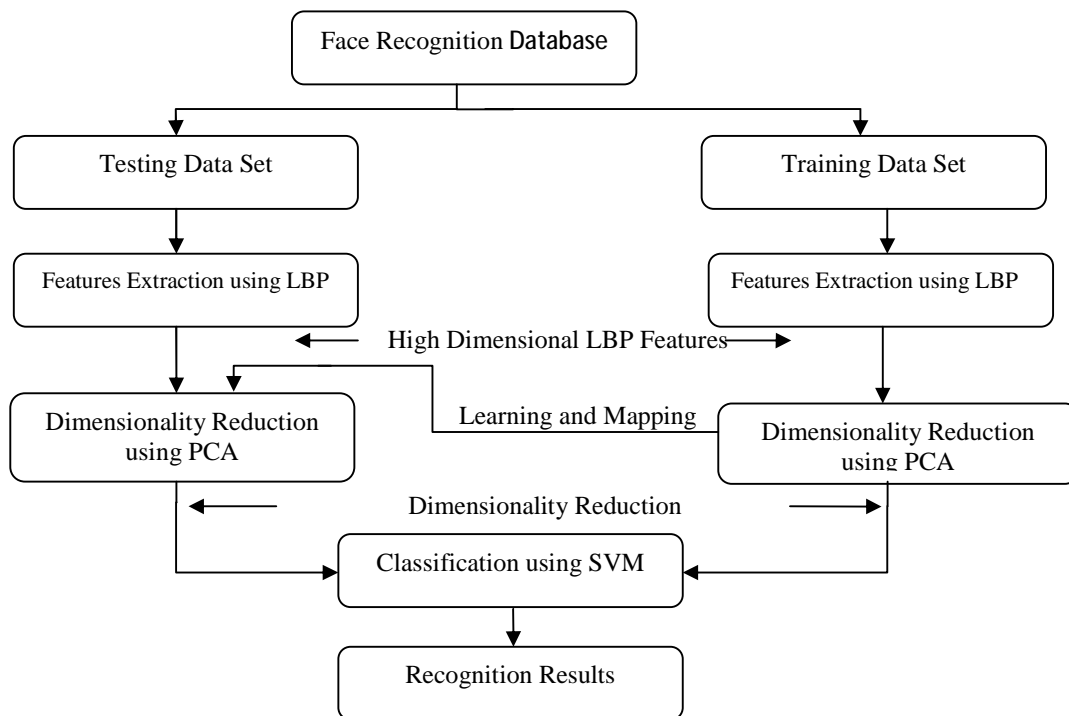 Face Recognition Database
Testing Data Set
Training Data Set
Features Extraction using LBP
Features Extraction using LBP
High Dimensional LBP Features
Learning and Mapping
Dimensionality Reduction
using PCA
Dimensionality Reduction
using PCA
Dimensionality Reduction
Classification using SVM
Recognition Results